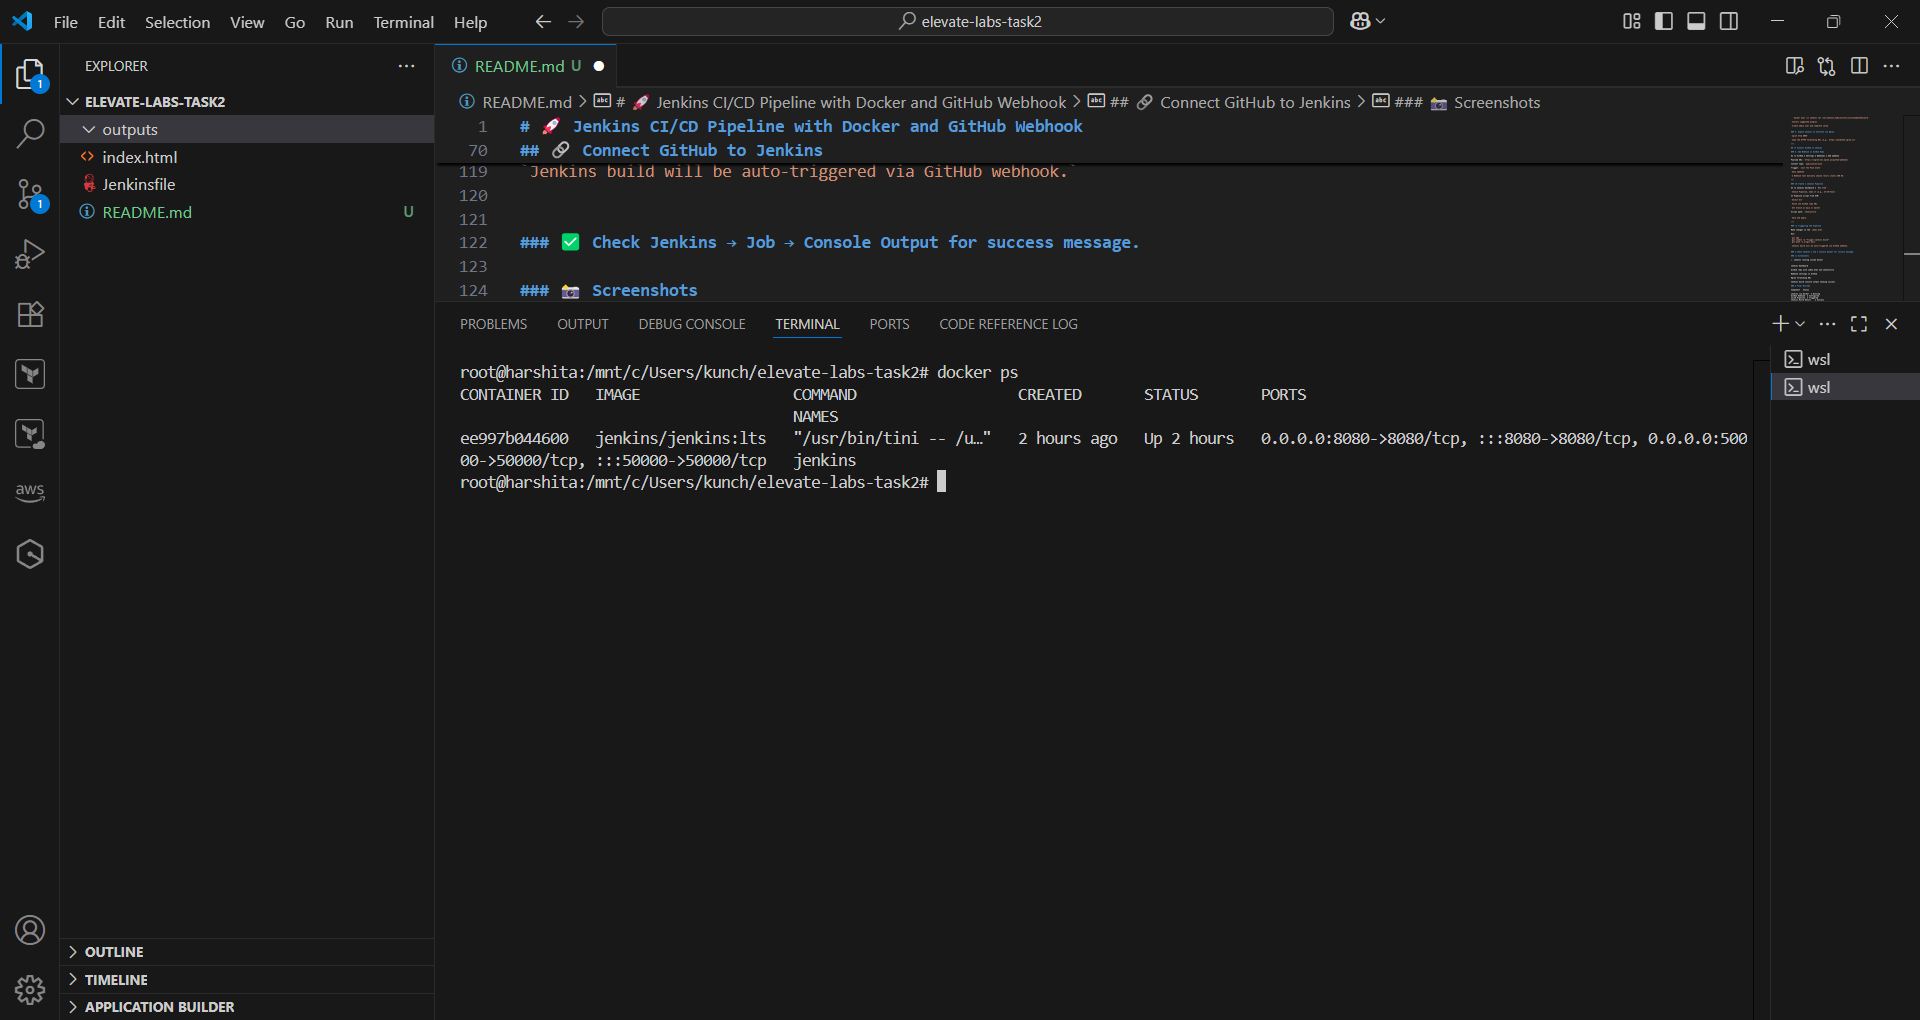 File Edit Selection View Go Run Terminal Help
elevate-labs-task2
EXPLORER
ELEVATE-LABS-TASK2
outputs
index.html
Jenkinsfile
README.md U
1
1
aws
OUTLINE
TIMELINE
APPLICATION BUILDER
README.md U
README.md > # 🚀 Jenkins CI/CD Pipeline with Docker and GitHub Webhook > ## 🔗 Connect GitHub to Jenkins > ### 📸 Screenshots
1 # 🚀 Jenkins CI/CD Pipeline with Docker and GitHub Webhook
70 ## 🔗 Connect GitHub to Jenkins
119 `Jenkins build will be auto-triggered via GitHub webhook.`
120
121
122 ### ✅ Check Jenkins → Job → Console Output for success message.
123
124 ### 📸 Screenshots
PROBLEMS OUTPUT DEBUG CONSOLE TERMINAL PORTS CODE REFERENCE LOG
root@harshita:/mnt/c/Users/kunch/elevate-labs-task2# docker ps
CONTAINER ID IMAGE COMMAND CREATED STATUS PORTS
NAMES
ee997b044600 jenkins/jenkins:lts "/usr/bin/tini -- /u…" 2 hours ago Up 2 hours 0.0.0.0:8080->8080/tcp, :::8080->8080/tcp, 0.0.0.0:500
00->50000/tcp, :::50000->50000/tcp jenkins
root@harshita:/mnt/c/Users/kunch/elevate-labs-task2#
wsl
wsl